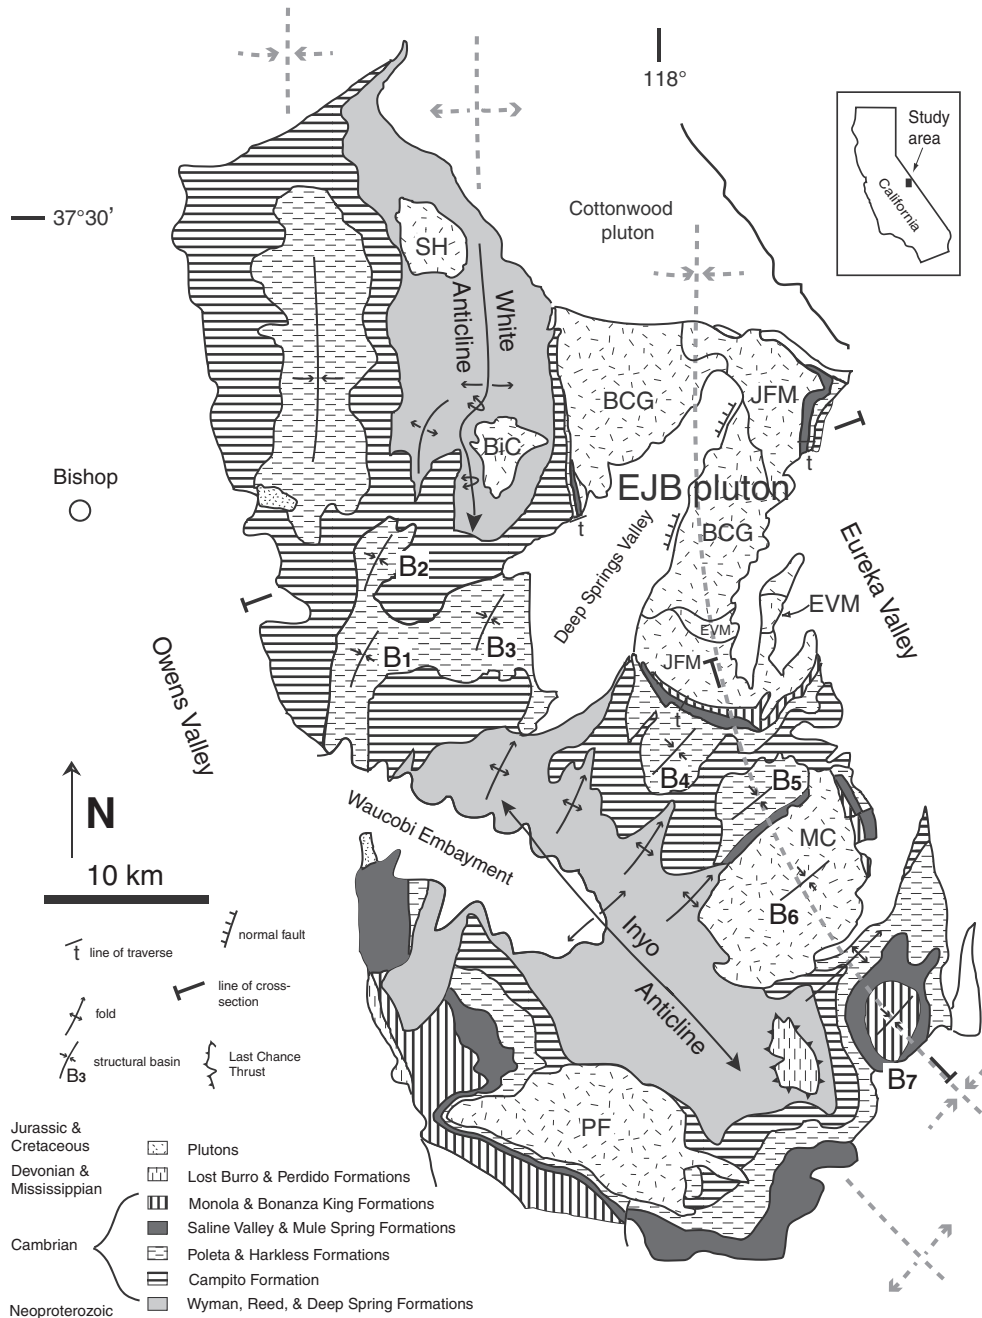 118°
Study
area
California
37°30’
Cottonwood
pluton
SH
White
Anticline
BCG
JFM
BiC
t
Bishop
EJB pluton
t
BCG
Deep Springs Valley
Eureka Valley
B2
EVM
EVM
B1
B3
JFM
Owens Valley
t
B4
B5
N
10 km
Waucobi Embayment
MC
B6
Inyo
Anticline
B7
PF
t line of traverse
normal fault
fold
line of cross-
section
B3
structural basin
Last Chance
Thrust
Jurassic &
Cretaceous
Plutons
Devonian &
Mississippian
Lost Burro & Perdido Formations
Monola & Bonanza King Formations
Saline Valley & Mule Spring Formations
Cambrian
Poleta & Harkless Formations
Campito Formation
Neoproterozoic
Wyman, Reed, & Deep Spring Formations